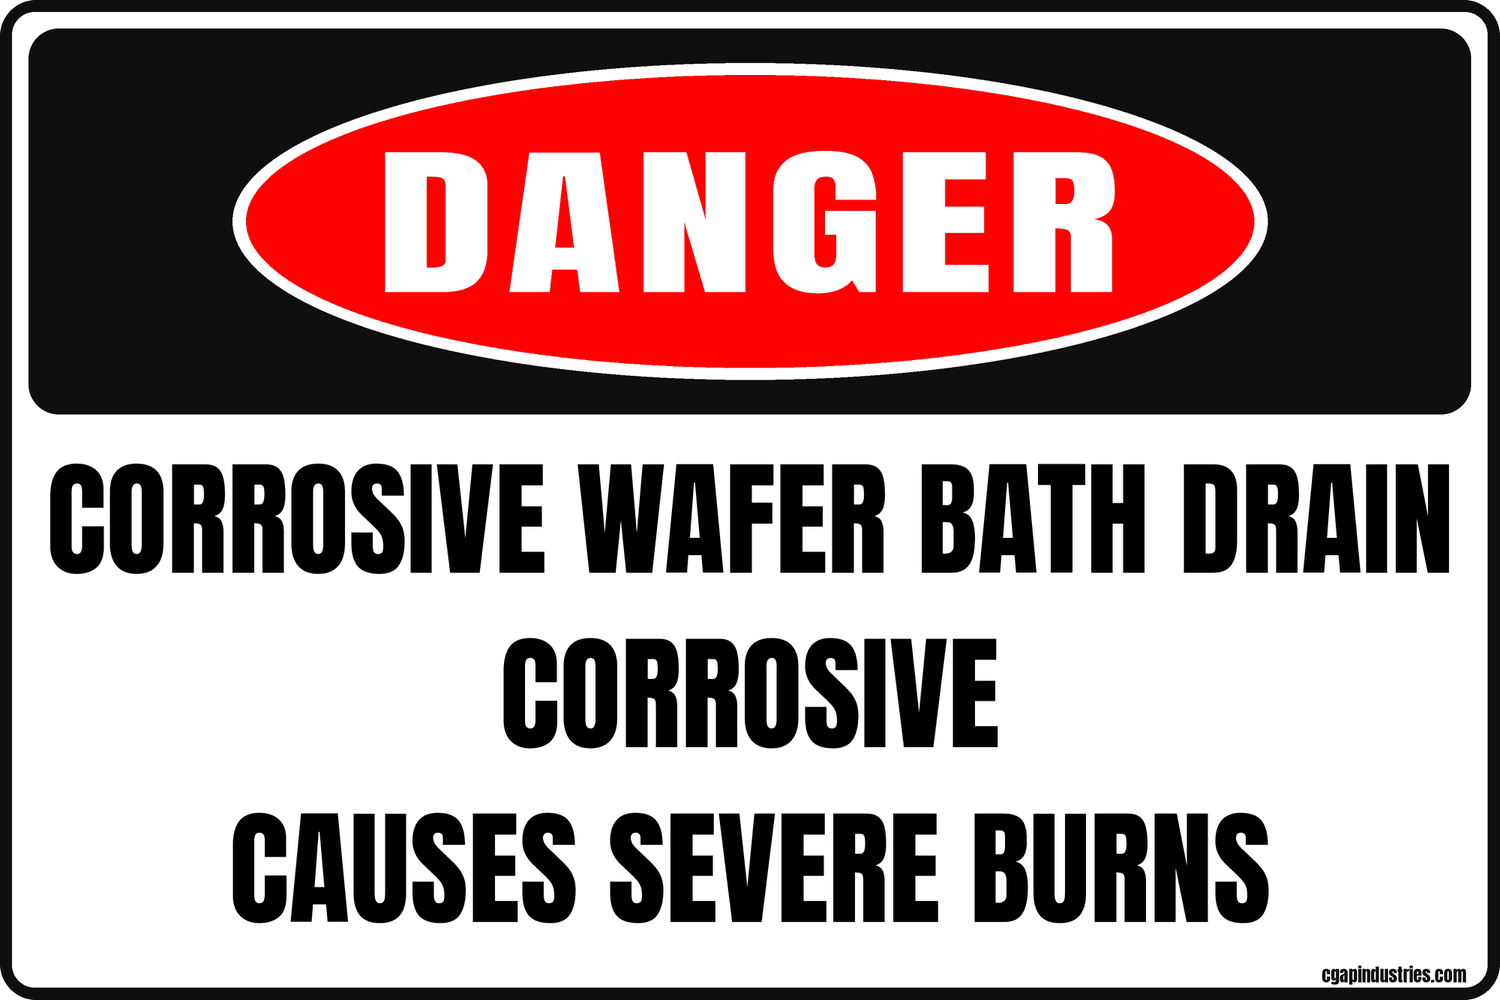 DANGER
CORROSIVE WAFER BATH DRAIN
CORROSIVE
CAUSES SEVERE BURNS
cgapindustries.com